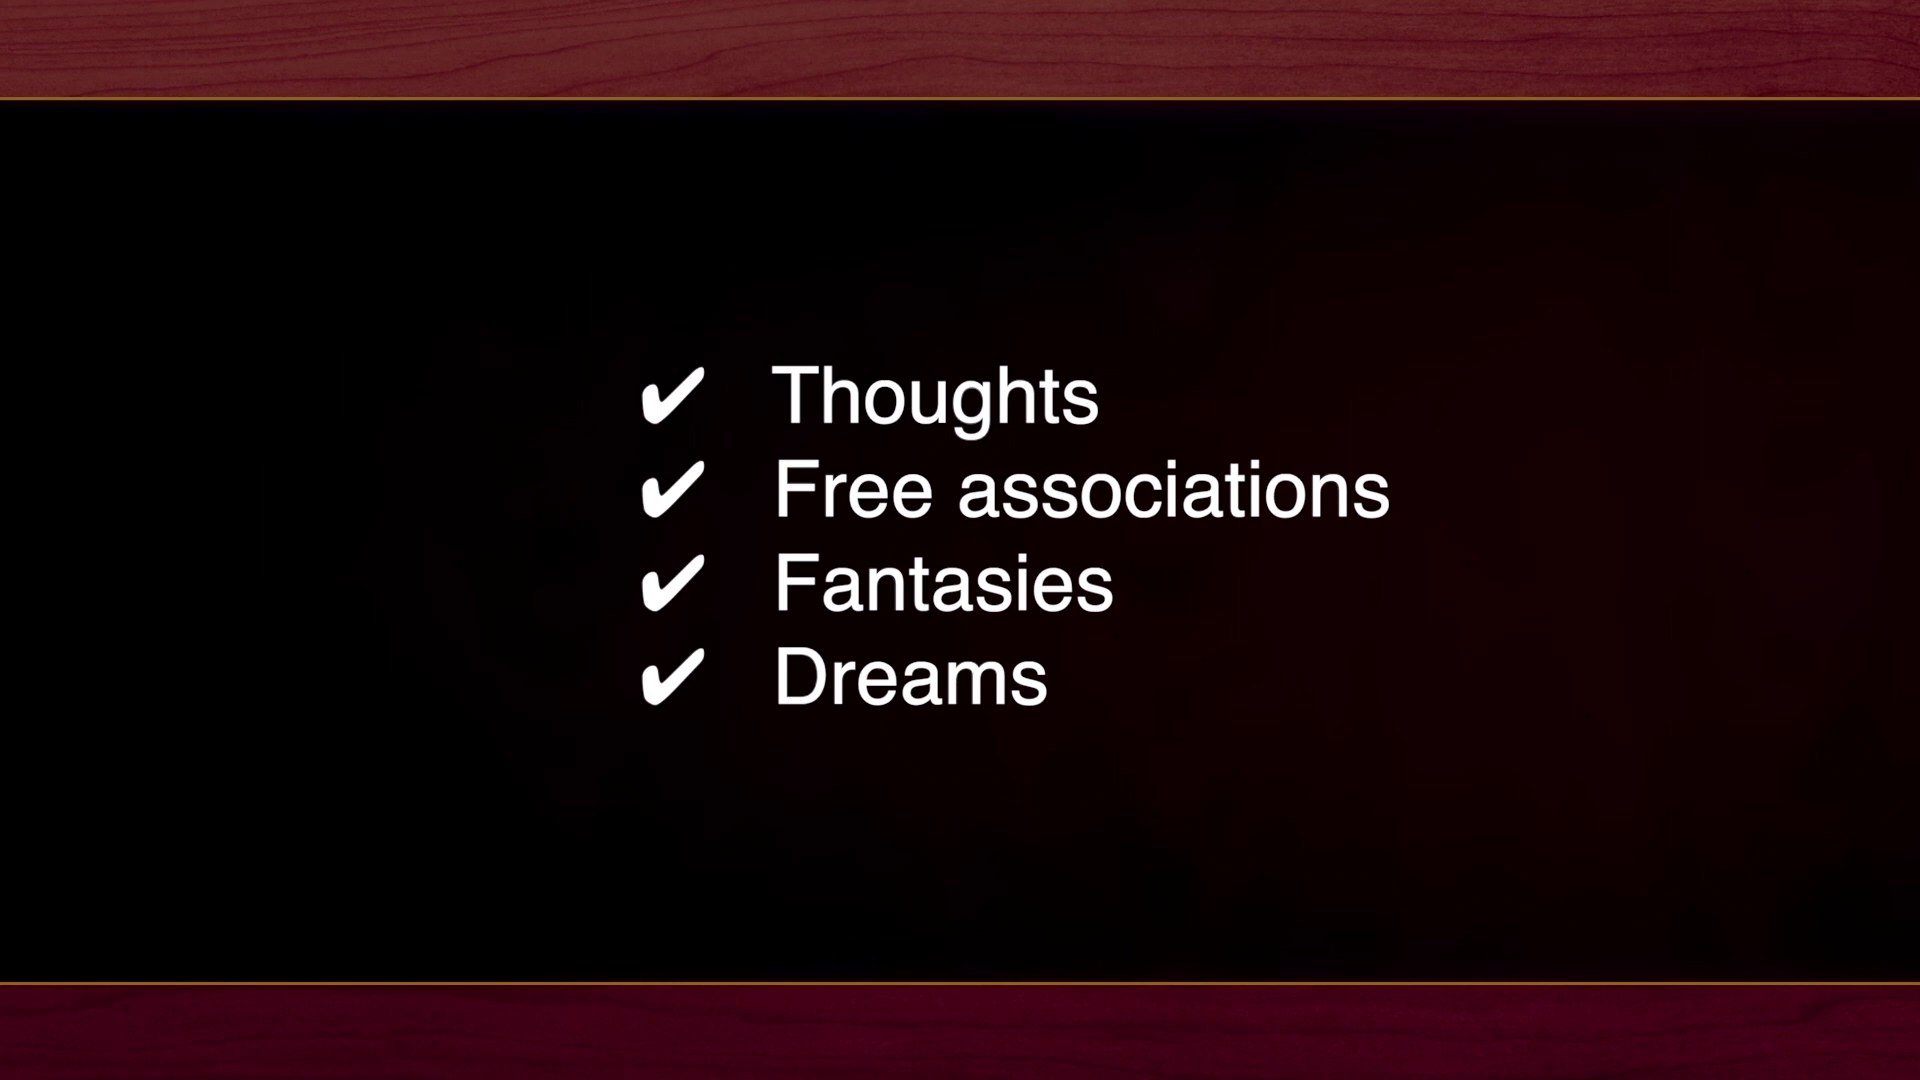 ✔ Thoughts
✔ Free associations
✔ Fantasies
✔ Dreams